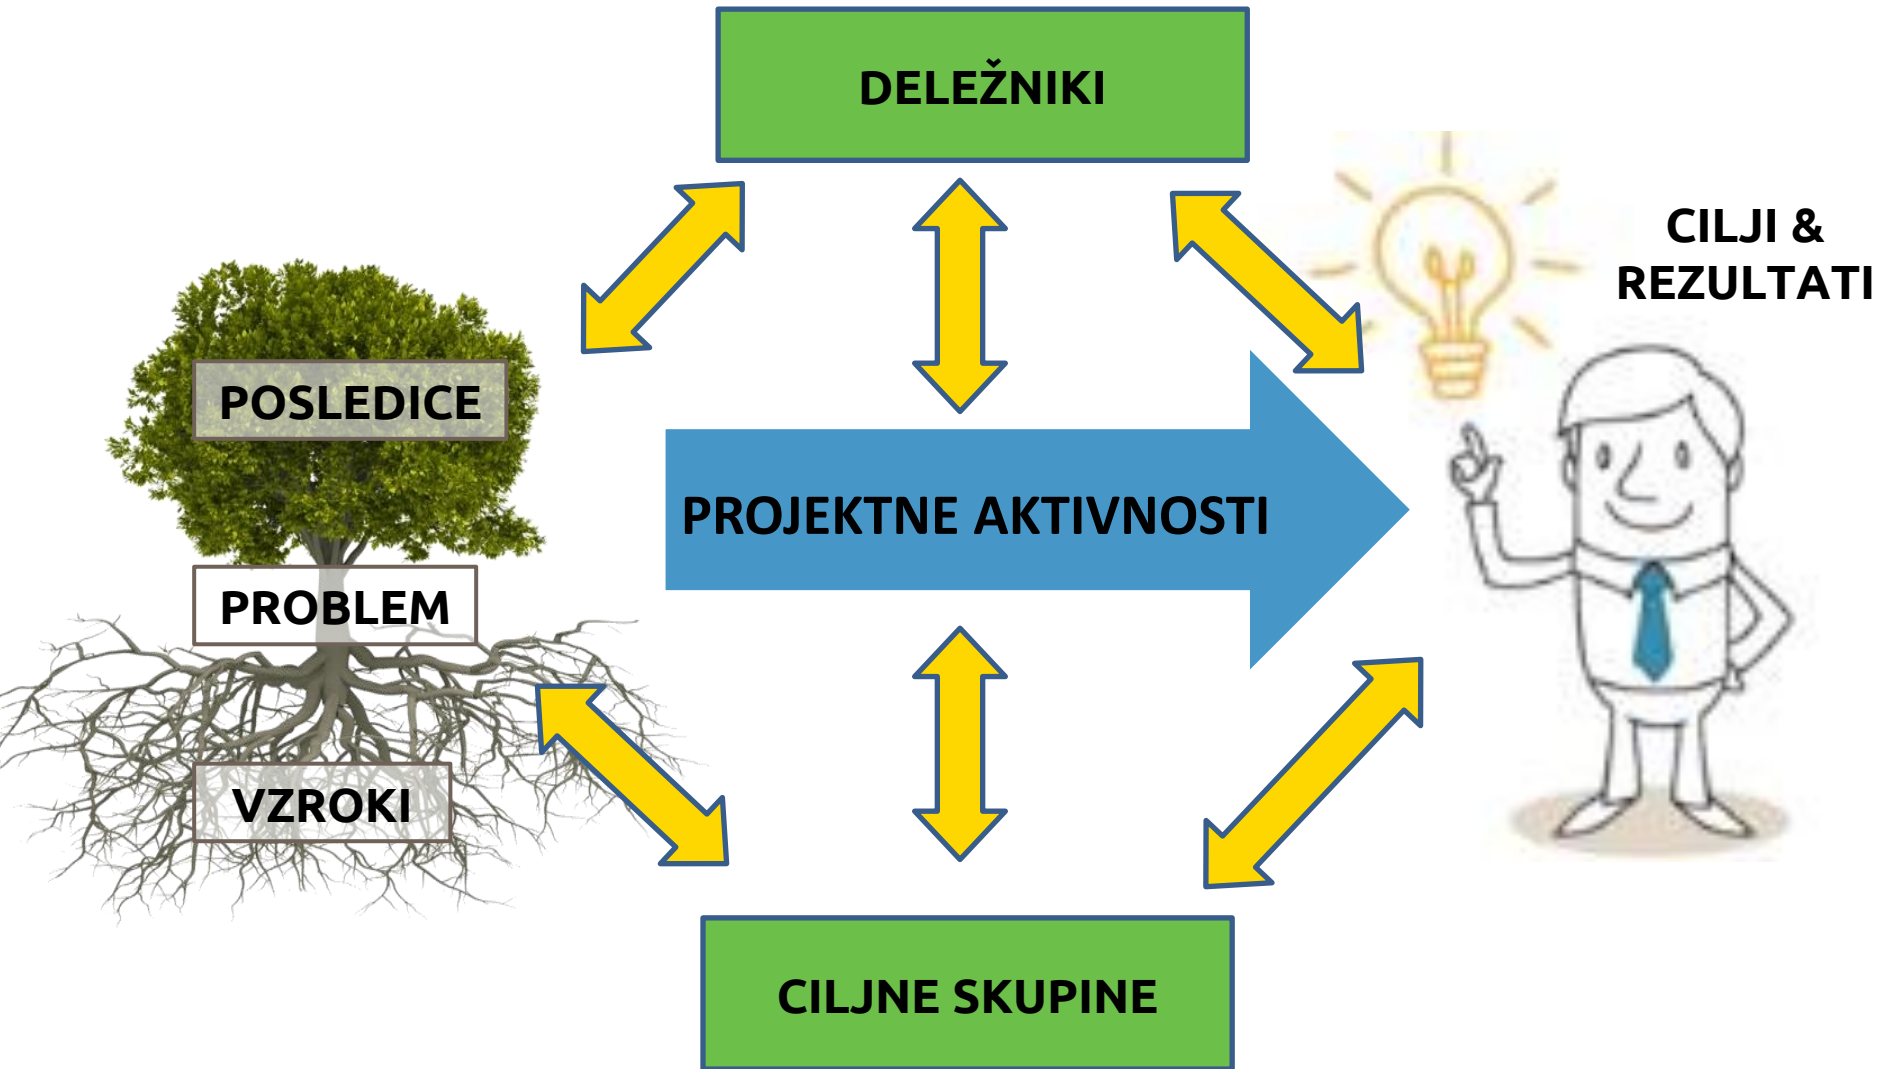 DELEŽNIKI
CILJI &
REZULTATI
POSLEDICE
PROJEKTNE AKTIVNOSTI
PROBLEM
VZROKI
CILJNE SKUPINE